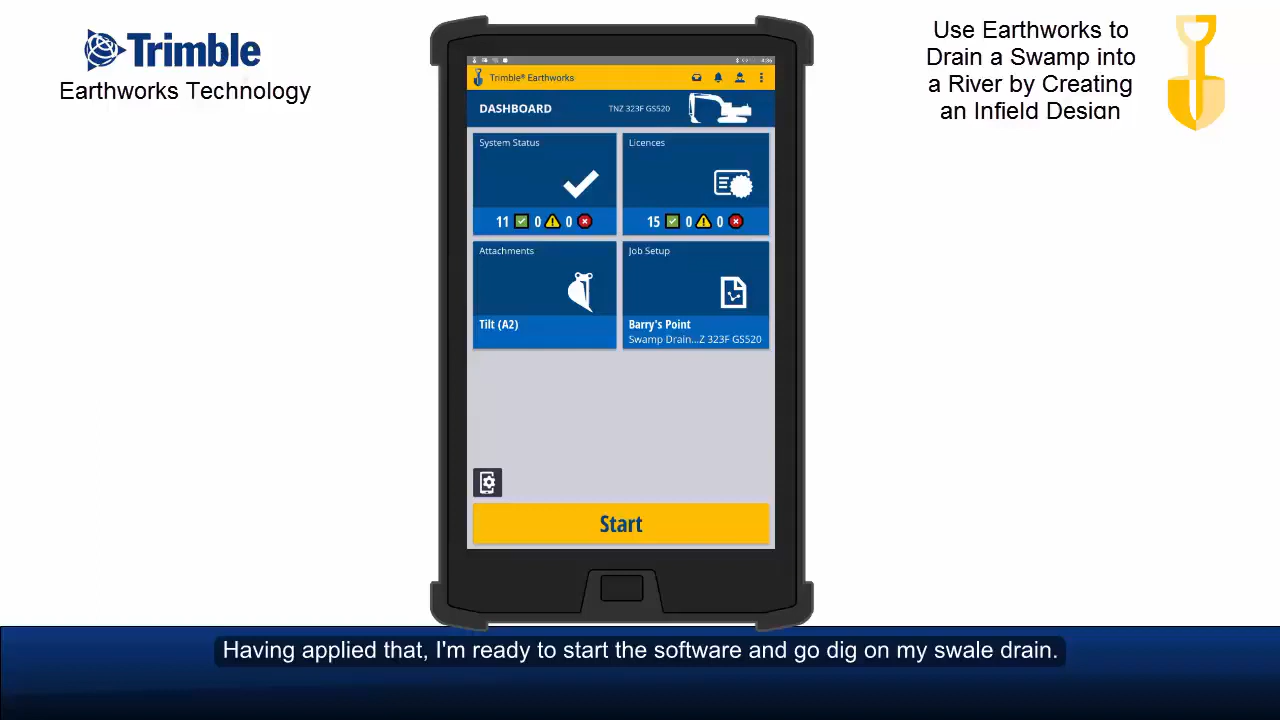 Trimble
Earthworks Technology
Use Earthworks to
Drain a Swamp into
a River by Creating
an Infield Design
4:36
Trimble® Earthworks
DASHBOARD
TNZ 323F GS520
System Status
11 0 0
Licences
15 0 0
Attachments
Tilt (A2)
Job Setup
Barry's Point
Swamp Drain...Z 323F GS520
Start
Having applied that, I'm ready to start the software and go dig on my swale drain.